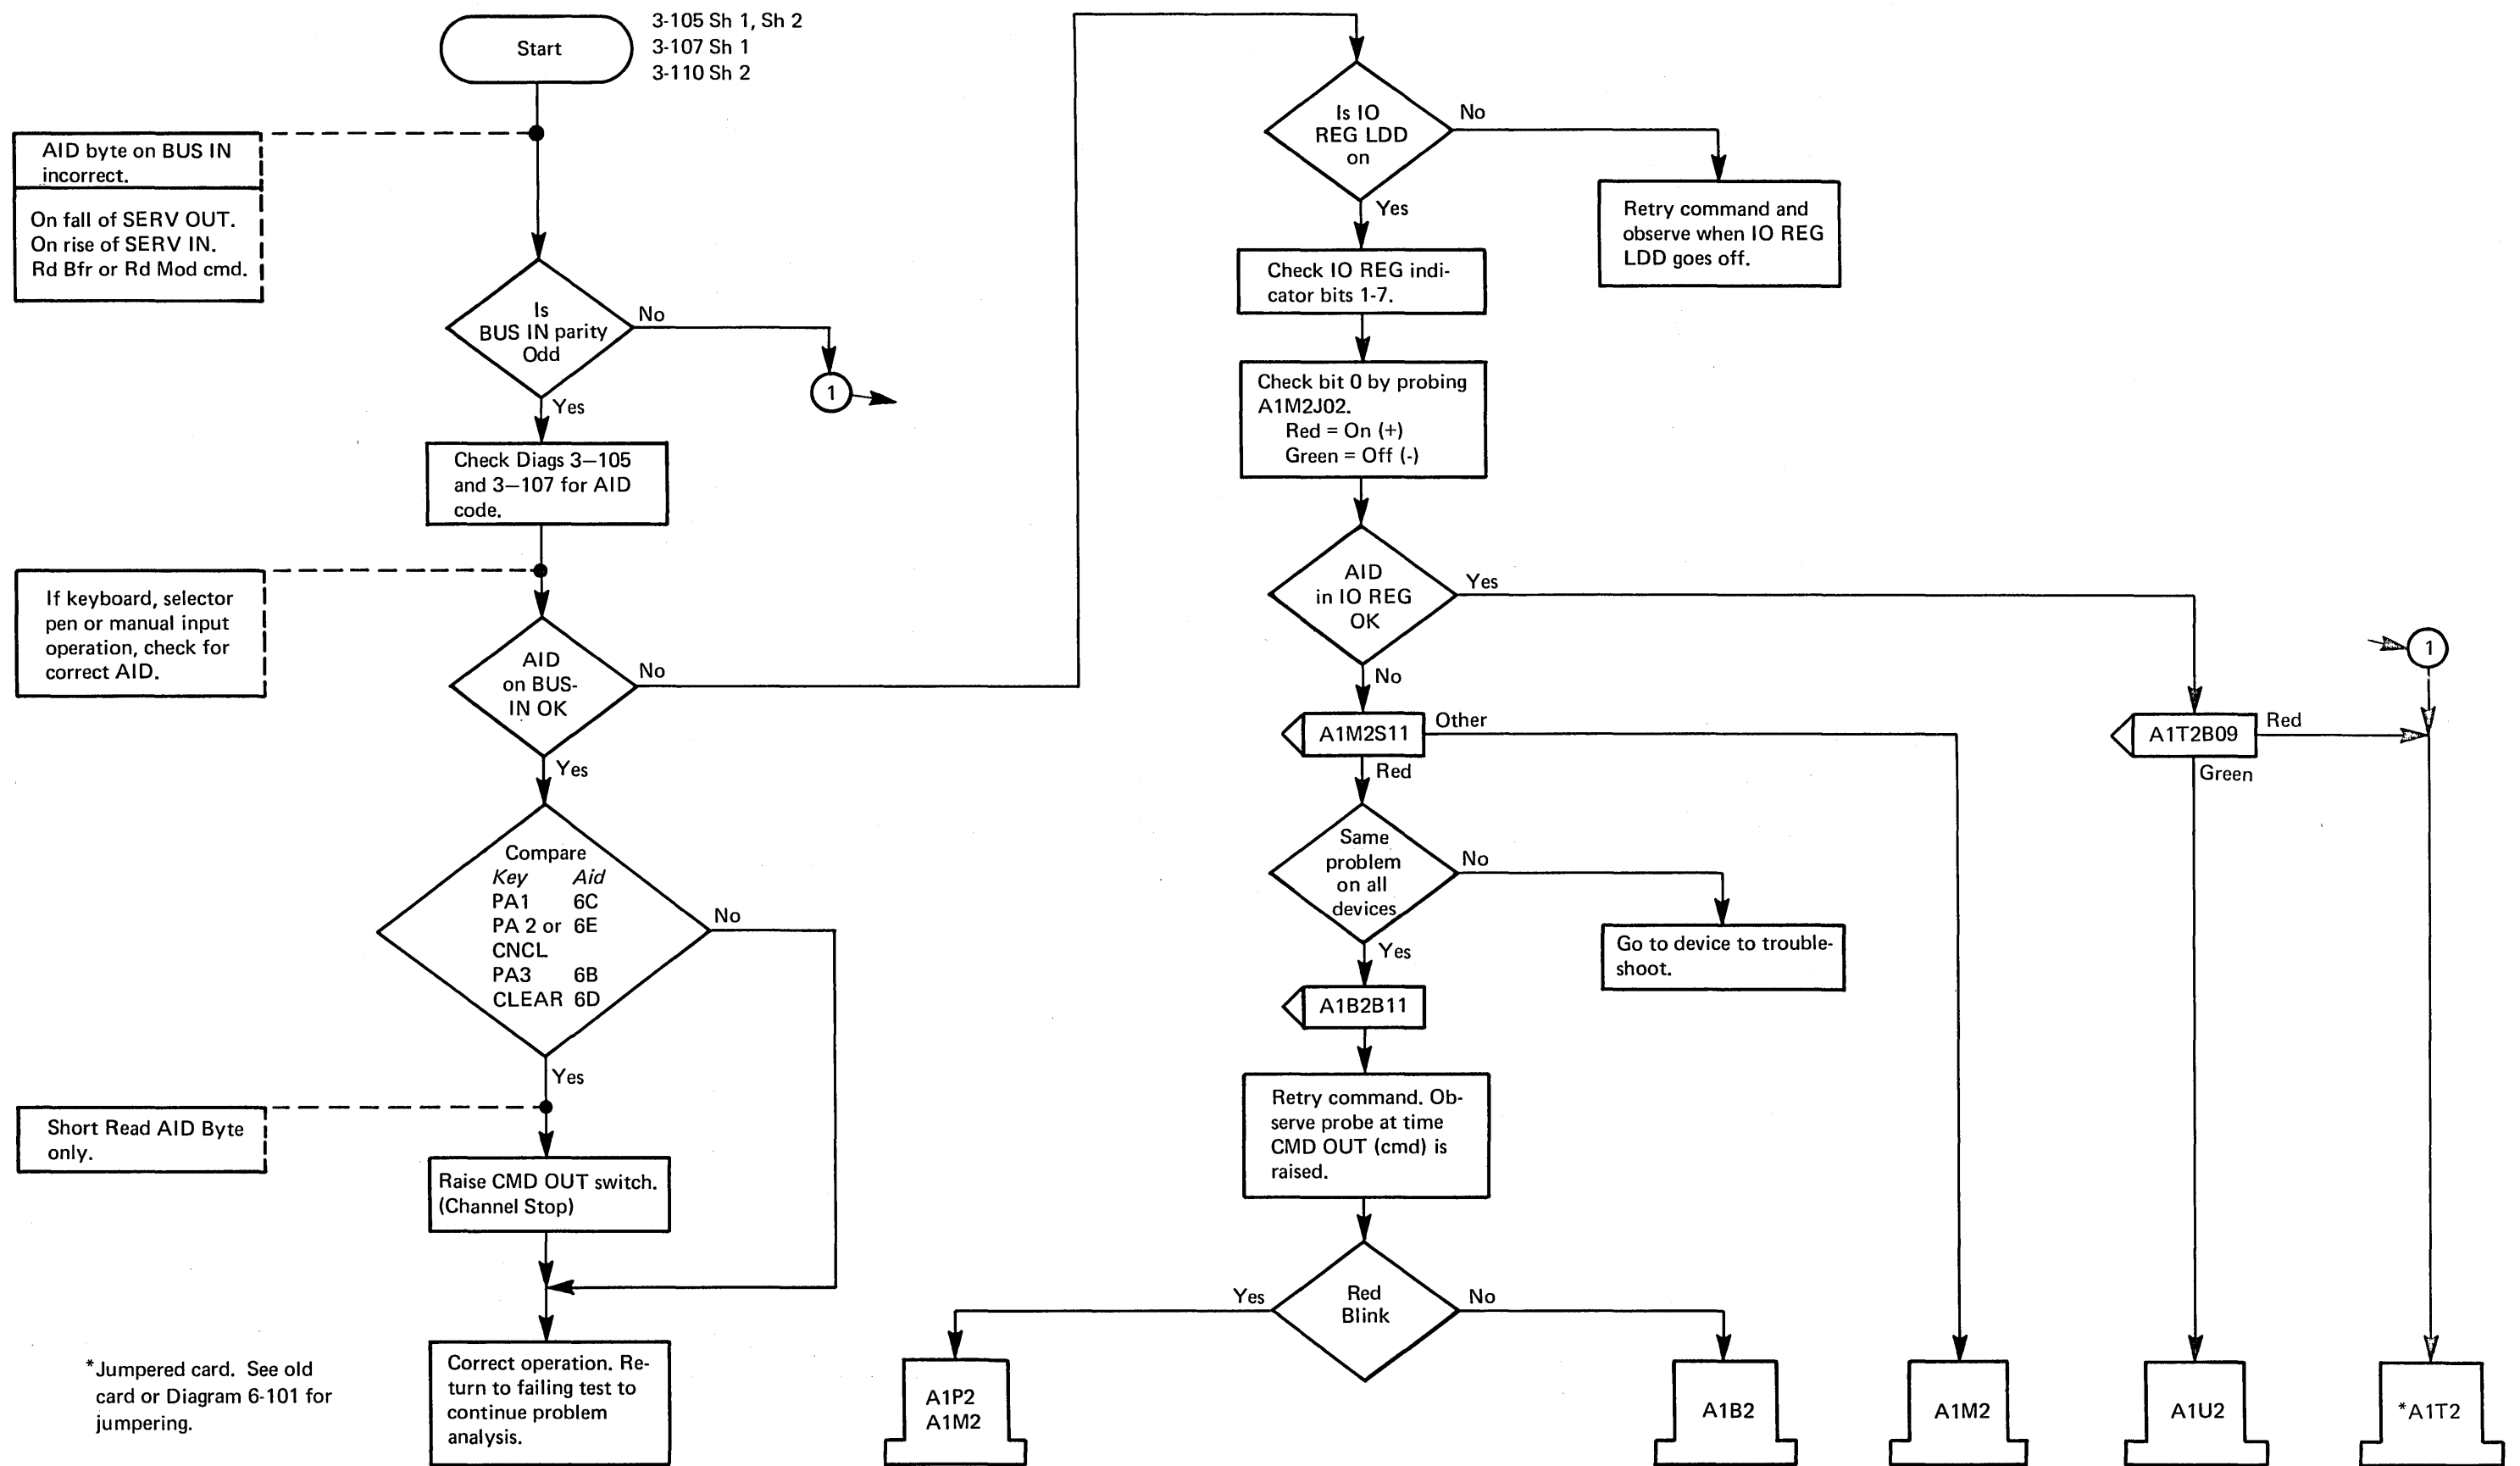 Start
3-105 Sh 1, Sh 2
3-107 Sh 1
3-110 Sh 2
AID byte on BUS IN
incorrect.
On fall of SERV OUT.
On rise of SERV IN.
Rd Bfr or Rd Mod cmd.
Is
BUS IN parity
Odd
No
1
Yes
Check Diags 3–105
and 3–107 for AID
code.
If keyboard, selector
pen or manual input
operation, check for
correct AID.
AID
on BUS-
IN OK
No
Yes
Compare
Key Aid
PA1 6C
PA 2 or 6E
CNCL
PA3 6B
CLEAR 6D
No
Yes
Short Read AID Byte
only.
Raise CMD OUT switch.
(Channel Stop)
Correct operation. Re-
turn to failing test to
continue problem
analysis.
*Jumpered card. See old
card or Diagram 6-101 for
jumpering.
Is IO
REG LDD
on
No
Retry command and
observe when IO REG
LDD goes off.
Yes
Check IO REG indi-
cator bits 1-7.
Check bit 0 by probing
A1M2J02.
Red = On (+)
Green = Off (-)
AID
in IO REG
OK
Yes
No
A1M2S11
Other
Red
Same
problem
on all
devices
No
Go to device to trouble-
shoot.
Yes
A1B2B11
Retry command. Ob-
serve probe at time
CMD OUT (cmd) is
raised.
Red
Blink
Yes
No
A1P2
A1M2
A1B2
A1M2
1
A1T2B09
Red
Green
A1U2
*A1T2